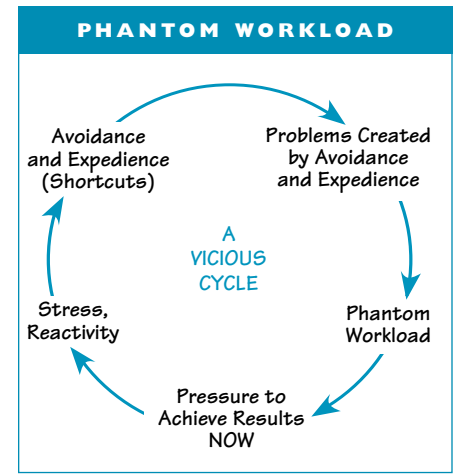 PHANTOM WORKLOAD
Avoidance
and Expedience
(Shortcuts)
Problems Created
by Avoidance
and Expedience
A
VICIOUS
CYCLE
Stress,
Reactivity
Phantom
Workload
Pressure to
Achieve Results
NOW